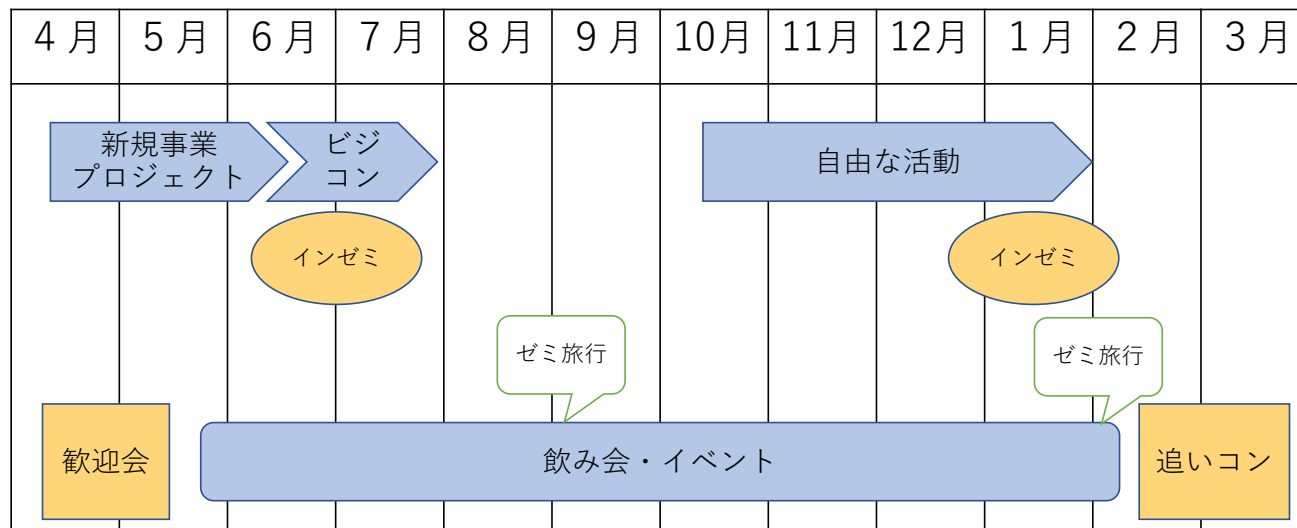 4月 5月 6月 7月 8月 9月 10月 11月 12月 1月 2月 3月
新規事業
プロジェクト
ビジ
コン
自由な活動
インゼミ
インゼミ
ゼミ旅行
ゼミ旅行
歓迎会
飲み会・イベント
追いコン